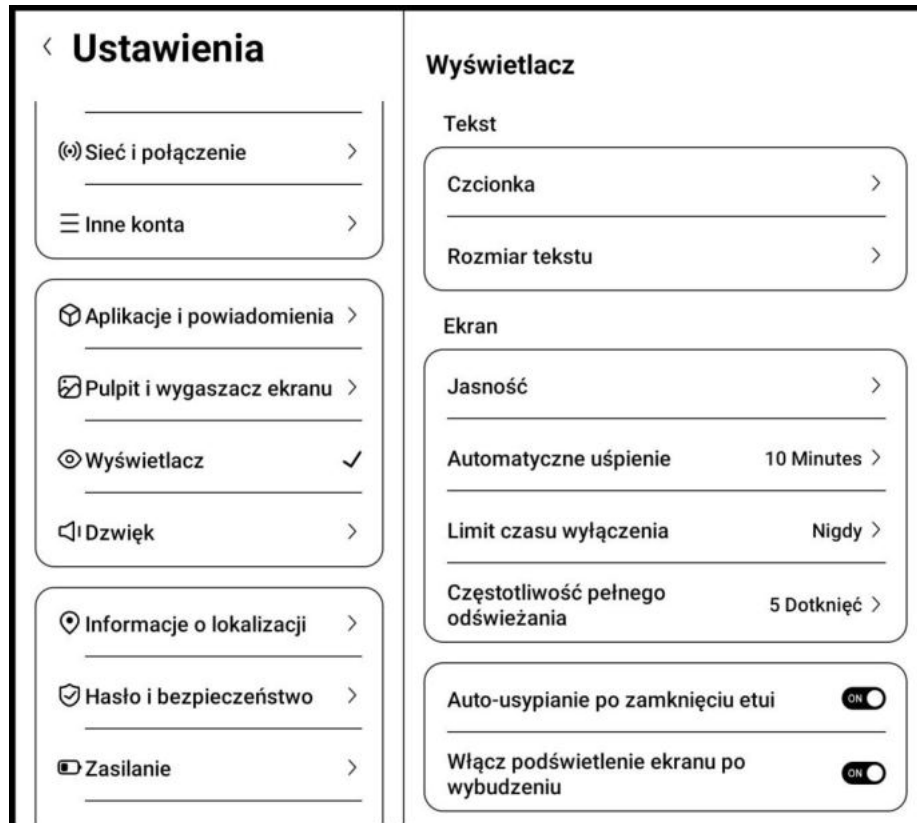 Ustawienia
Sieć i połączenie
Inne konta
Aplikacje i powiadomienia
Pulpit i wygaszacz ekranu
Wyświetlacz
Dzwięk
Informacje o lokalizacji
Hasło i bezpieczeństwo
Zasilanie
Wyświetlacz
Tekst
Czcionka
Rozmiar tekstu
Ekran
Jasność
Automatyczne uśpienie 10 Minutes
Limit czasu wyłączenia Nigdy
Częstotliwość pełnego
odświeżania 5 Dotknięć
Auto-usypianie po zamknięciu etui ON
Włącz podświetlenie ekranu po
wybudzeniu ON